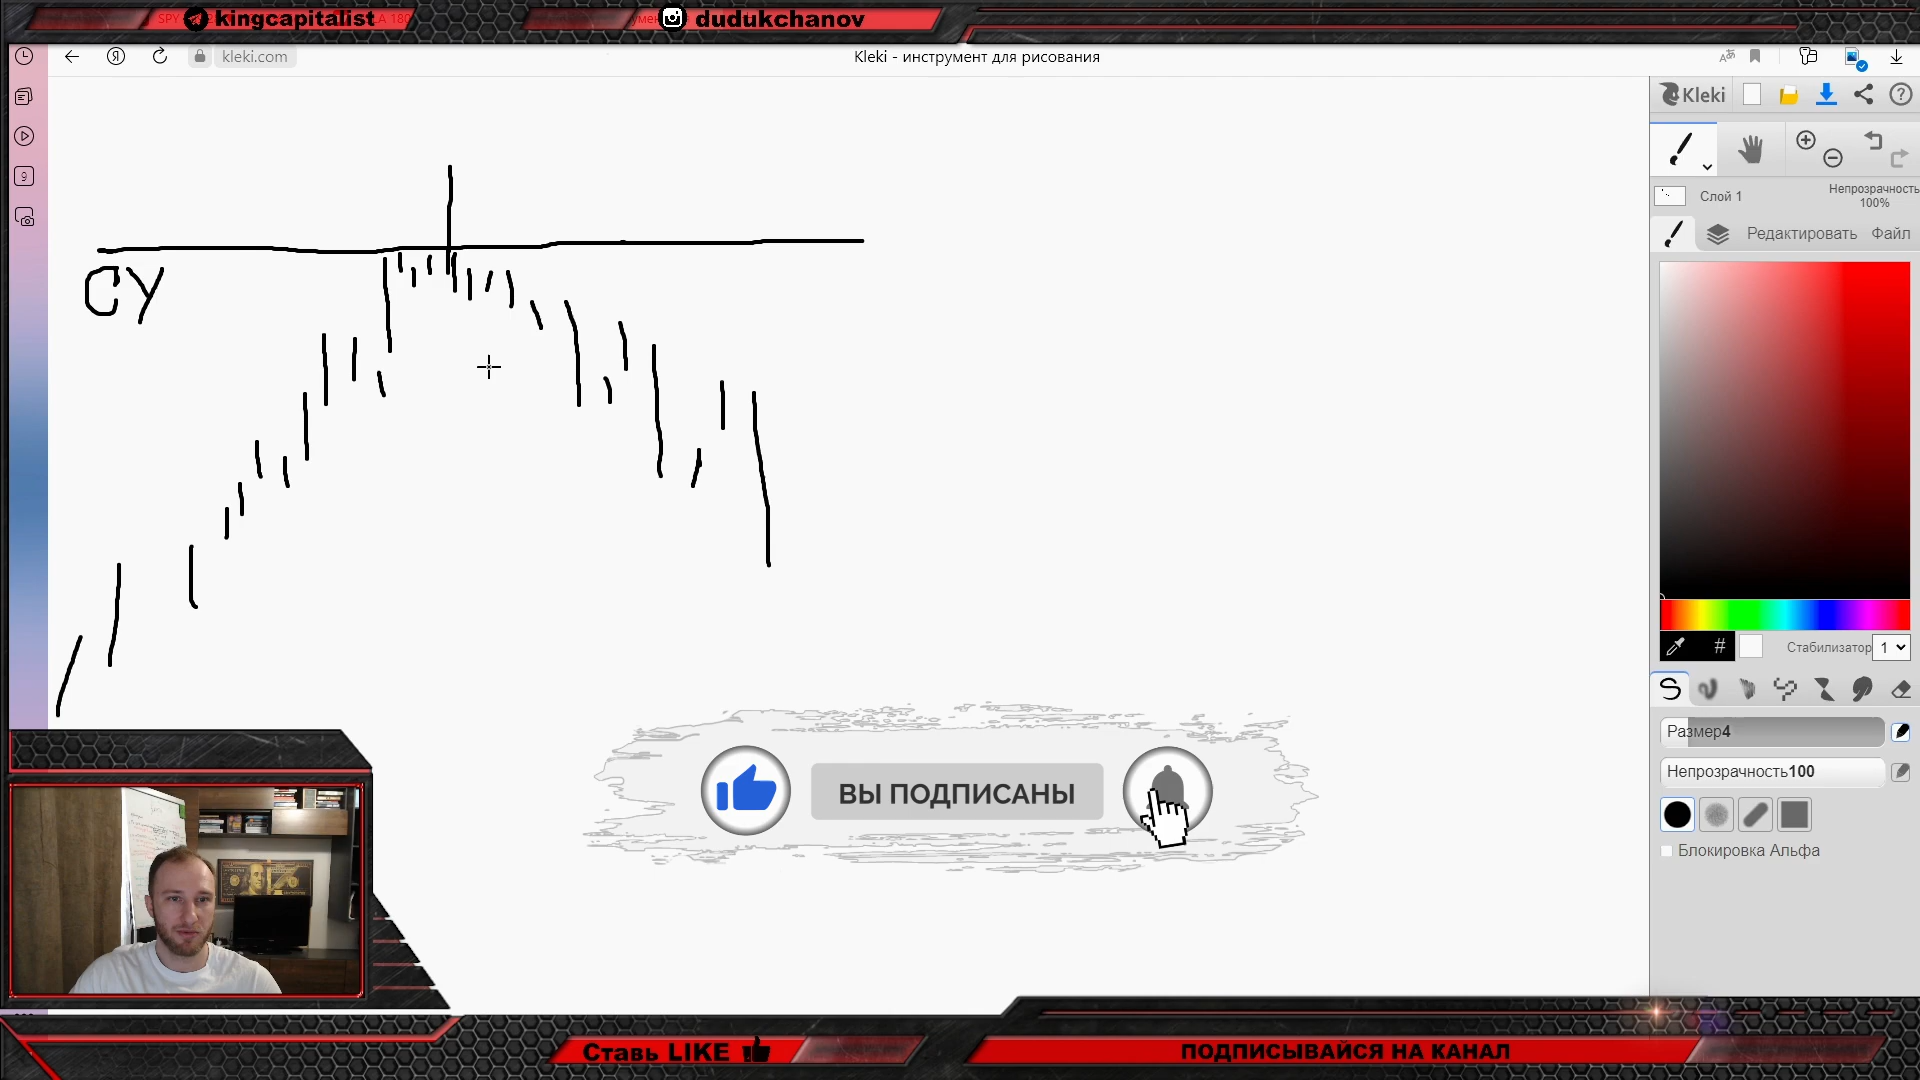 kingcapitalist
dudukchanov
kleki.com
Kleki - инструмент для рисования
9
Kleki
Слой 1
Непрозрачность
100%
Редактировать
Файл
СУ
#
Стабилизатор
1
Размер4
Непрозрачность100
Блокировка Альфа
ВЫ ПОДПИСАНЫ
Ставь LIKE
ПОДПИСЫВАЙСЯ НА КАНАЛ